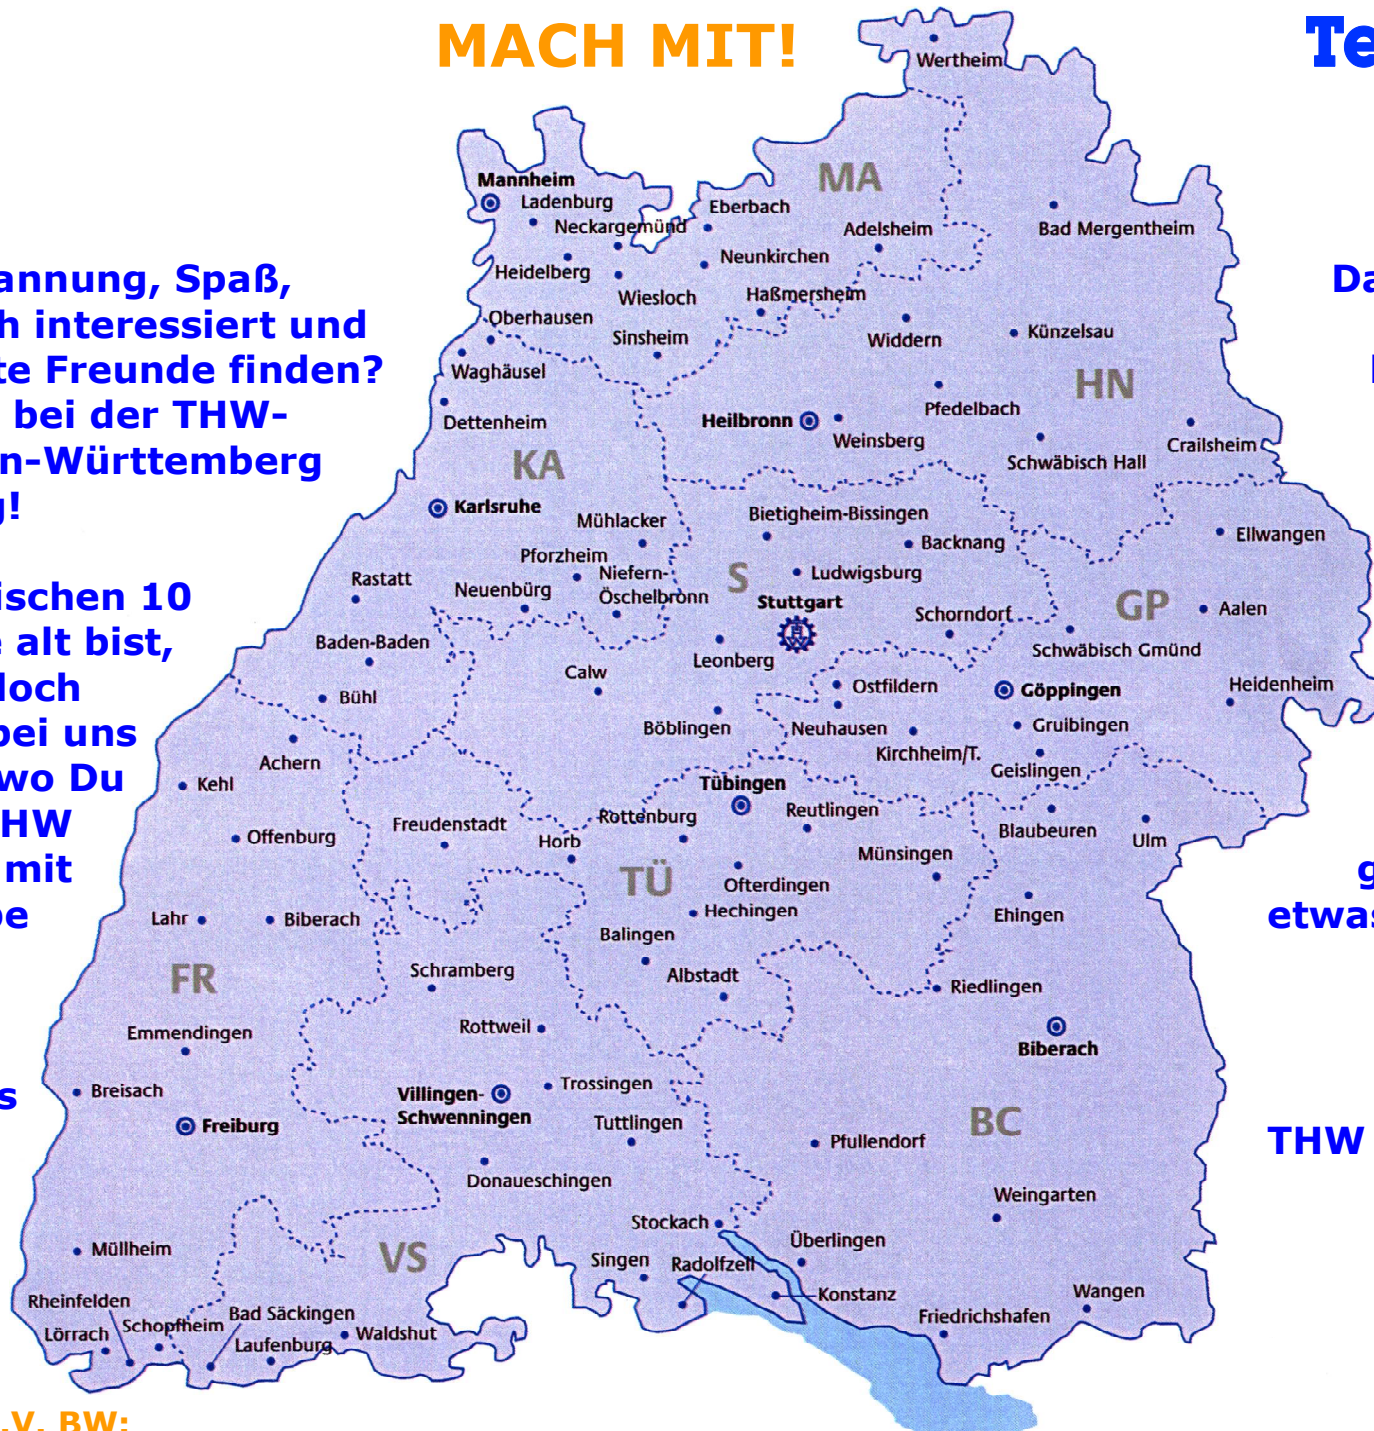 MACH MIT!
Te
annung, Spaß,
h interessiert und
te Freunde finden?
bei der THW-
n-Württemberg
g!
ischen 10
e alt bist,
doch
bei uns
wo Du
HW
mit
be
s
.V. BW:
Da
g
etwas
THW
Wertheim
MA
Mannheim
Ladenburg
Eberbach
Neckargemünd
Adelsheim
Bad Mergentheim
Neunkirchen
Heidelberg
Wiesloch
Haßmersheim
Oberhausen
Sinsheim
Widdern
Künzelsau
Waghäusel
HN
Dettenheim
Heilbronn
Pfedelbach
Weinsberg
Crailsheim
Schwäbisch Hall
KA
Karlsruhe
Mühlacker
Bietigheim-Bissingen
Backnang
Ellwangen
Pforzheim
Niefern-
Öschelbronn
Neuenbürg
Rastatt
S
Ludwigsburg
Stuttgart
Schorndorf
GP
Aalen
Baden-Baden
Leonberg
Schwäbisch Gmünd
Calw
Bühl
Ostfildern
Göppingen
Heidenheim
Böblingen
Neuhausen
Gruibingen
Kirchheim/T.
Achern
Geislingen
Kehl
Tübingen
Rottenburg
Reutlingen
Freudenstadt
Horb
Offenburg
Blaubeuren
Ulm
Münsingen
TÜ
Ofterdingen
Hechingen
Ehingen
Lahr
Biberach
Balingen
FR
Schramberg
Albstadt
Riedlingen
Emmendingen
Rottweil
Biberach
Breisach
Villingen-
Schwenningen
Trossingen
Freiburg
Tuttlingen
BC
Pfullendorf
Donaueschingen
Weingarten
Stockach
Müllheim
VS
Überlingen
Singen
Radolfzell
Konstanz
Wangen
Rheinfelden
Bad Säckingen
Schopfheim
Friedrichshafen
Lörrach
Waldshut
Laufenburg